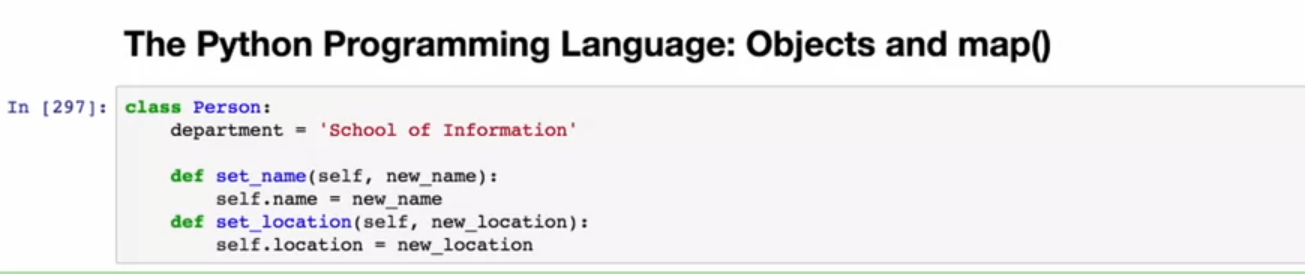 The Python Programming Language: Objects and map()
In [297]: class Person:
    department = 'School of Information'
    def set_name(self, new_name):
        self.name = new_name
    def set_location(self, new_location):
        self.location = new_location